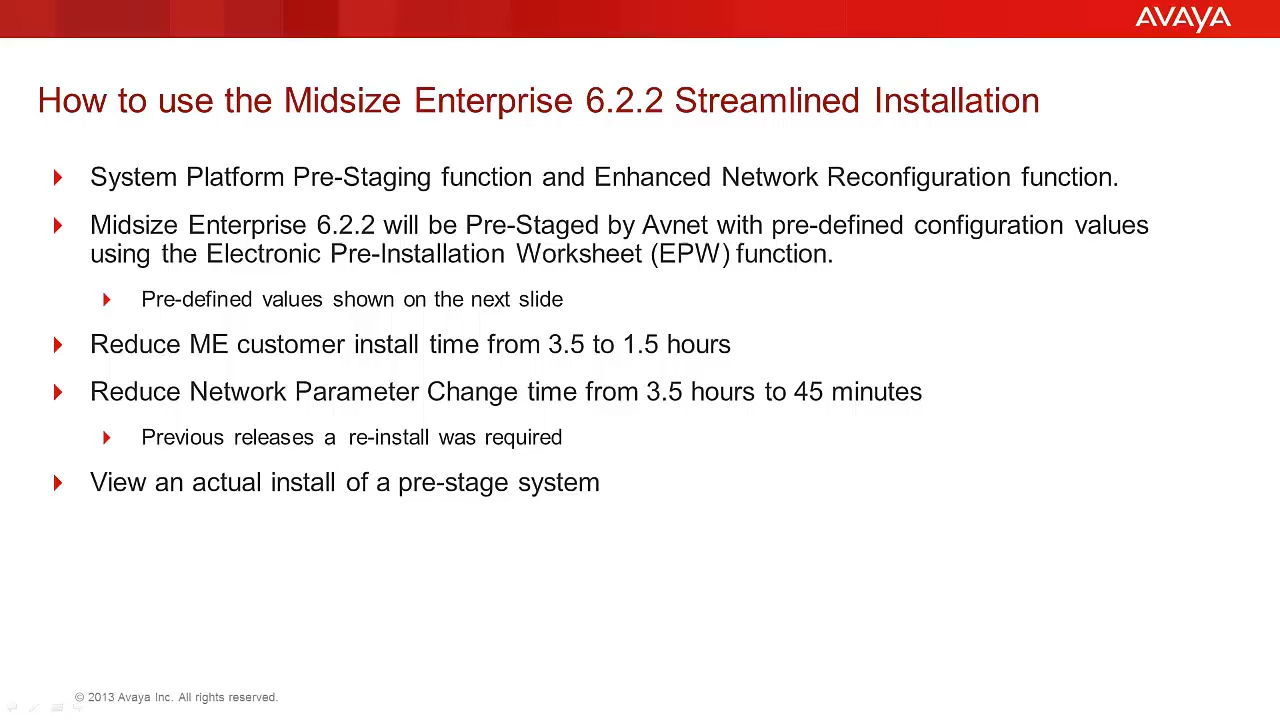 AVAYA
How to use the Midsize Enterprise 6.2.2 Streamlined Installation
System Platform Pre-Staging function and Enhanced Network Reconfiguration function.
Midsize Enterprise 6.2.2 will be Pre-Staged by Avnet with pre-defined configuration values
using the Electronic Pre-Installation Worksheet (EPW) function.
Pre-defined values shown on the next slide
Reduce ME customer install time from 3.5 to 1.5 hours
Reduce Network Parameter Change time from 3.5 hours to 45 minutes
Previous releases a re-install was required
View an actual install of a pre-stage system
© 2013 Avaya Inc. All rights reserved.